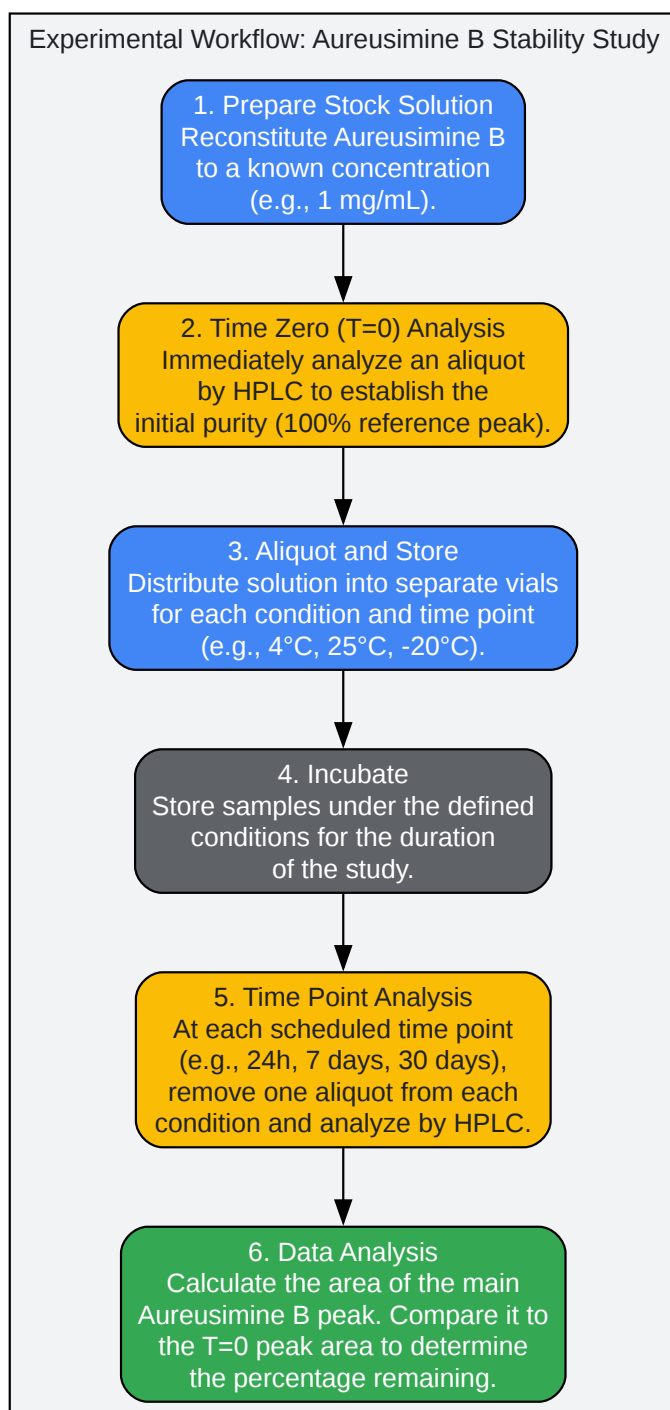 Experimental Workflow: Aureusimine B Stability Study
1. Prepare Stock Solution
Reconstitute Aureusimine B
to a known concentration
(e.g., 1 mg/mL).
2. Time Zero (T=0) Analysis
Immediately analyze an aliquot
by HPLC to establish the
initial purity (100% reference peak).
3. Aliquot and Store
Distribute solution into separate vials
for each condition and time point
(e.g., 4°C, 25°C, -20°C).
4. Incubate
Store samples under the defined
conditions for the duration
of the study.
5. Time Point Analysis
At each scheduled time point
(e.g., 24h, 7 days, 30 days),
remove one aliquot from each
condition and analyze by HPLC.
6. Data Analysis
Calculate the area of the main
Aureusimine B peak. Compare it to
the T=0 peak area to determine
the percentage remaining.